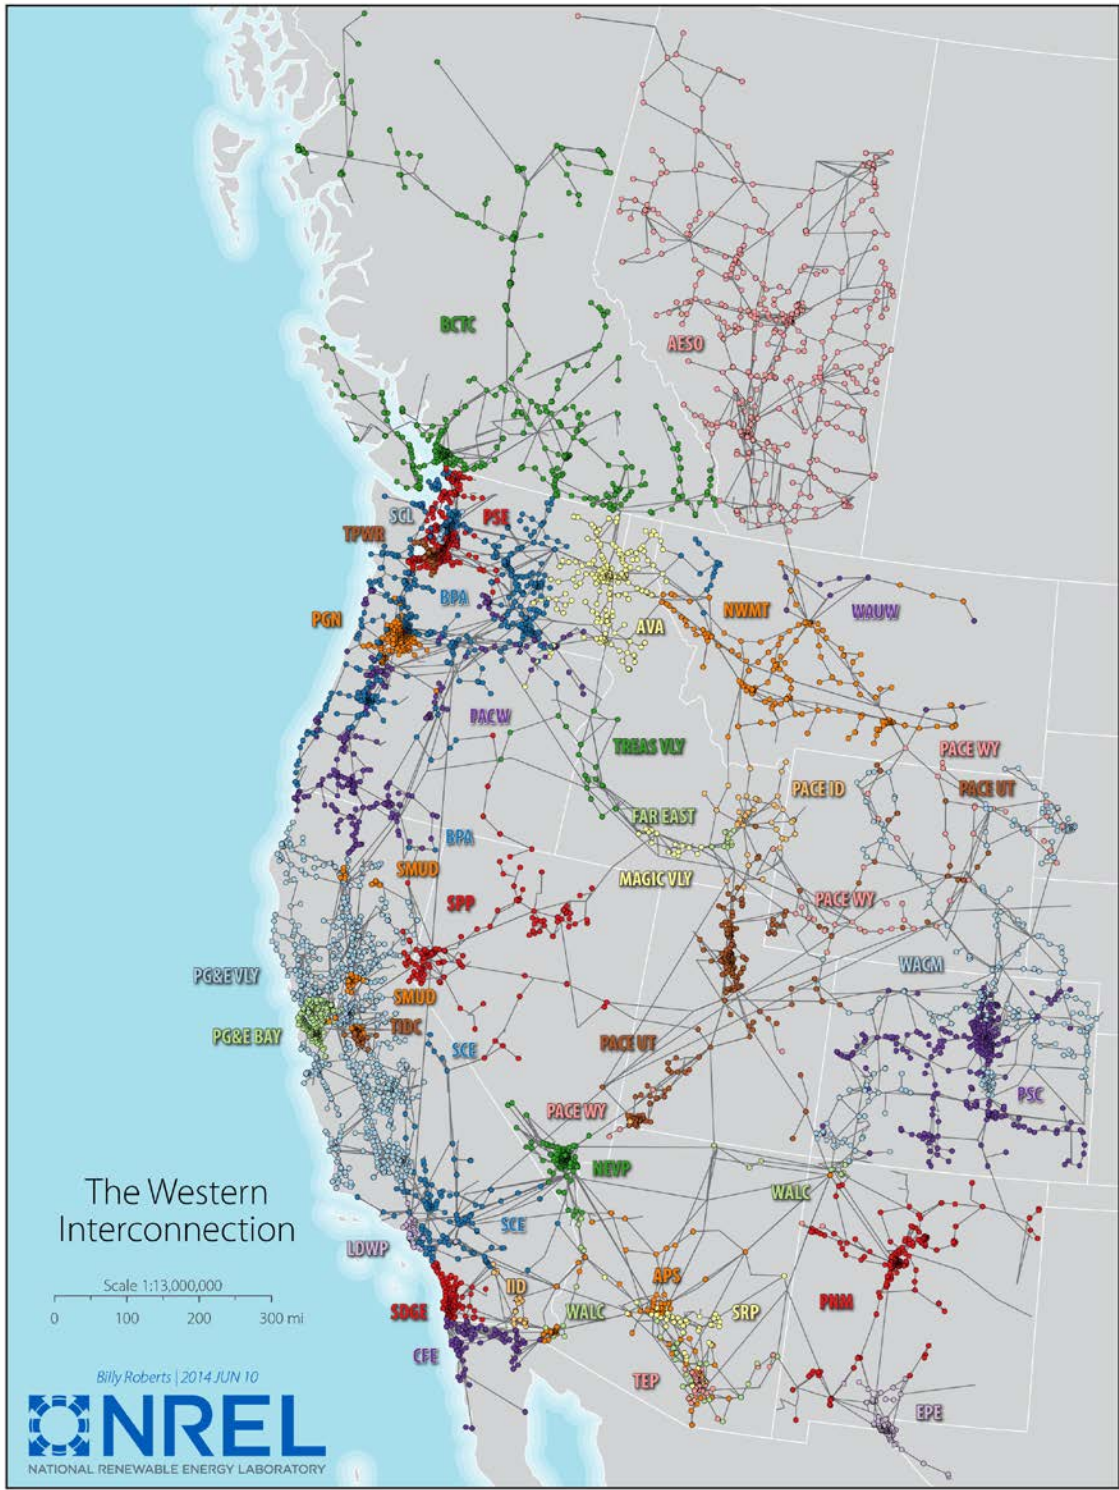 BCTC
AESO
SCL
PSE
TPWR
BPA
PGN
AVA
NWMT
WAUW
PACW
TREAS VLY
PACE WY
PACE ID
PACE UT
FAR EAST
BPA
SMUD
MAGIC VLY
SPP
PACE WY
PG&E VLY
WACM
SMUD
PG&E BAY
TIDC
SCE
PACE UT
PSC
PACE WY
NEVP
WALC
The Western
Interconnection
LDWP
SCE
Scale 1:13,000,000
0 100 200 300 mi
SDGE
IID
WALC
APS
SRP
PNM
CFE
TEP
EPE
Billy Roberts | 2014 JUN 10
NREL
NATIONAL RENEWABLE ENERGY LABORATORY